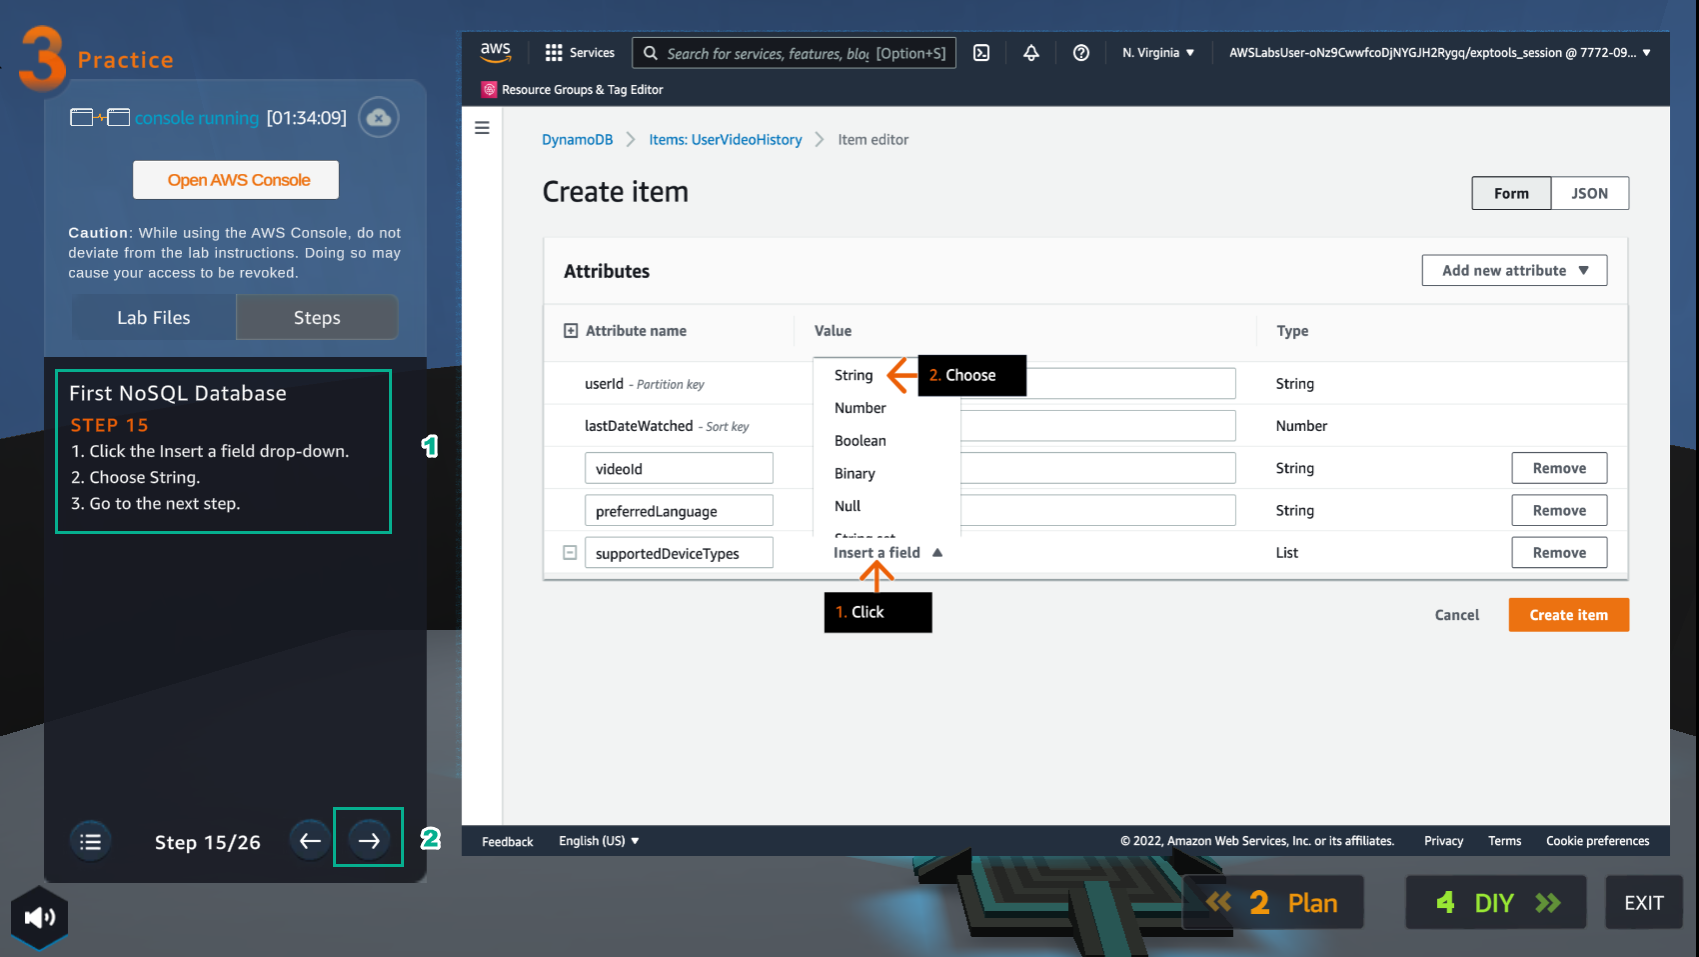 3 Practice
console running [01:34:09]
Open AWS Console
Caution: While using the AWS Console, do not
deviate from the lab instructions. Doing so may
cause your access to be revoked.
Lab Files
Steps
First NoSQL Database
STEP 15
1. Click the Insert a field drop-down.
2. Choose String.
3. Go to the next step.
1
Step 15/26
2
aws
Services
Search for services, features, blog [Option+S]
N. Virginia
AWSLabsUser-oNz9CwwfcoDjNYGJH2Rygq/exptools_session @ 7772-09...
Resource Groups & Tag Editor
DynamoDB
Items: UserVideoHistory
Item editor
Create item
Form
JSON
Attributes
Add new attribute
Attribute name
Value
Type
userId - Partition key
String
2. Choose
String
Number
lastDateWatched - Sort key
Boolean
Number
videoId
Binary
String
Remove
preferredLanguage
Null
String
Remove
String set
supportedDeviceTypes
Insert a field
List
Remove
1. Click
Cancel
Create item
Feedback
English (US)
© 2022, Amazon Web Services, Inc. or its affiliates.
Privacy
Terms
Cookie preferences
2 Plan
4 DIY
EXIT